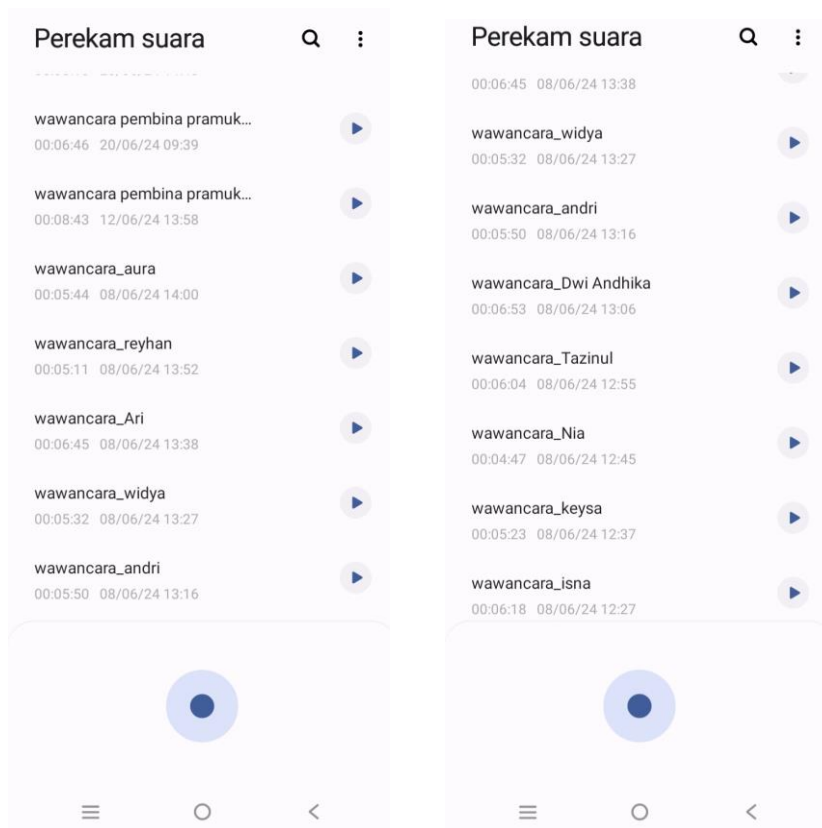 Perekam suara
wawancara pembina pramuk...
00:06:46 20/06/24 09:39
wawancara pembina pramuk...
00:08:43 12/06/24 13:58
wawancara_aura
00:05:44 08/06/24 14:00
wawancara_reyhan
00:05:11 08/06/24 13:52
wawancara_Ari
00:06:45 08/06/24 13:38
wawancara_widya
00:05:32 08/06/24 13:27
wawancara_andri
00:05:50 08/06/24 13:16
Perekam suara
00:06:45 08/06/24 13:38
wawancara_widya
00:05:32 08/06/24 13:27
wawancara_andri
00:05:50 08/06/24 13:16
wawancara_Dwi Andhika
00:06:53 08/06/24 13:06
wawancara_Tazinul
00:06:04 08/06/24 12:55
wawancara_Nia
00:04:47 08/06/24 12:45
wawancara_keysa
00:05:23 08/06/24 12:37
wawancara_isna
00:06:18 08/06/24 12:27